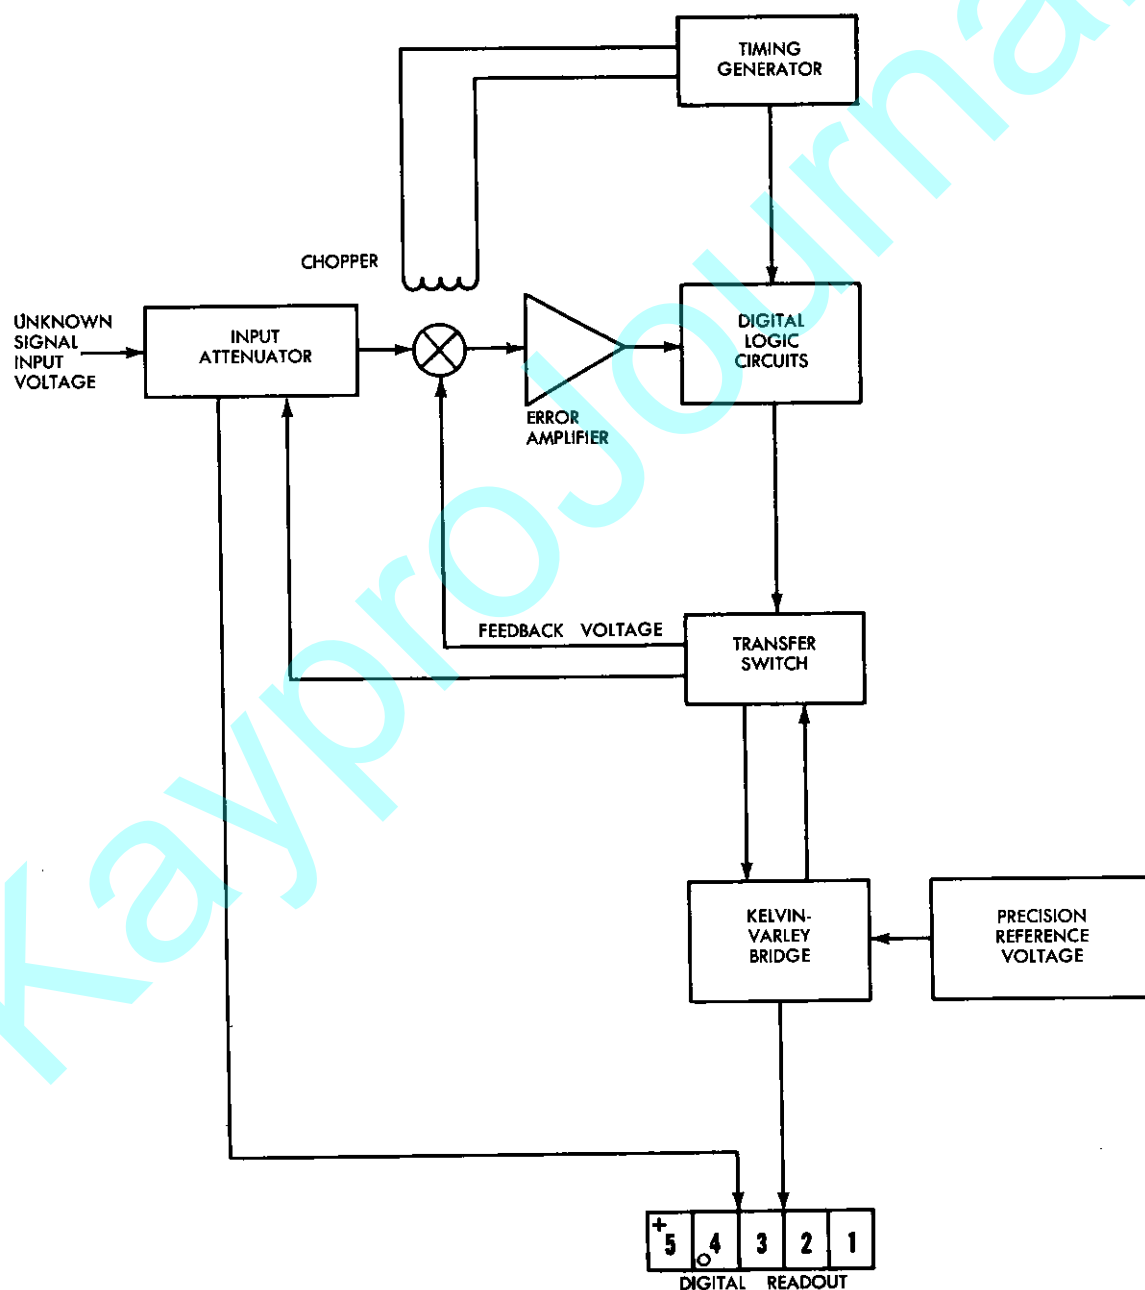 TIMING
GENERATOR
CHOPPER
UNKNOWN
SIGNAL
INPUT
VOLTAGE
INPUT
ATTENUATOR
DIGITAL
LOGIC
CIRCUITS
ERROR
AMPLIFIER
FEEDBACK VOLTAGE
TRANSFER
SWITCH
KELVIN-
VARLEY
BRIDGE
PRECISION
REFERENCE
VOLTAGE
+5 4 3 2 1
DIGITAL READOUT
KayproJourna